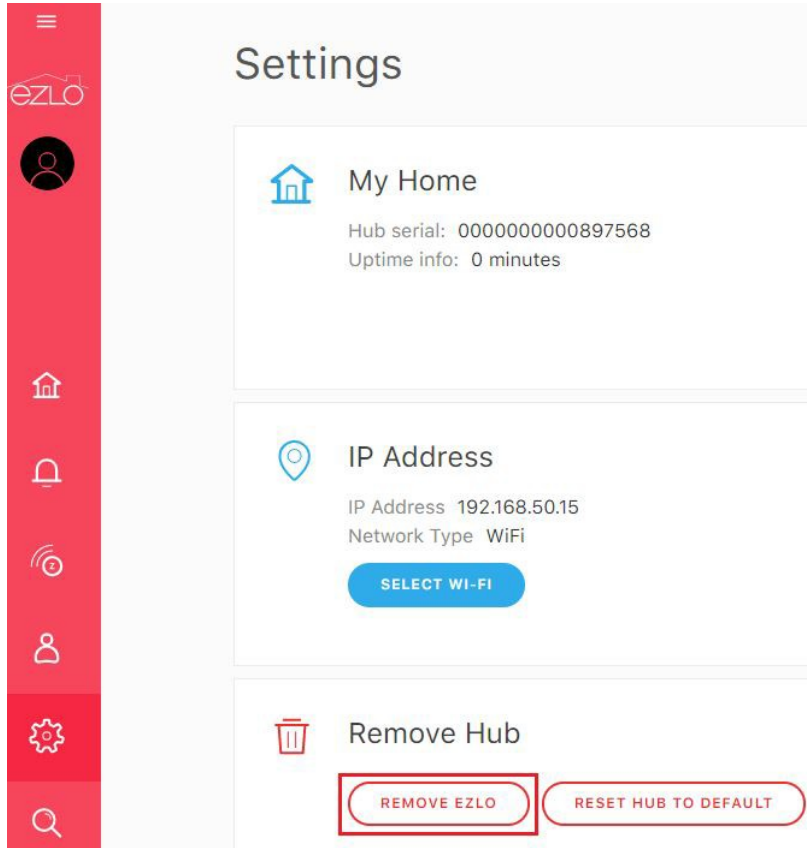 ezlo
Settings
My Home
Hub serial: 0000000000897568
Uptime info: 0 minutes
IP Address
IP Address 192.168.50.15
Network Type WiFi
SELECT WI-FI
Z
Remove Hub
REMOVE EZLO RESET HUB TO DEFAULT